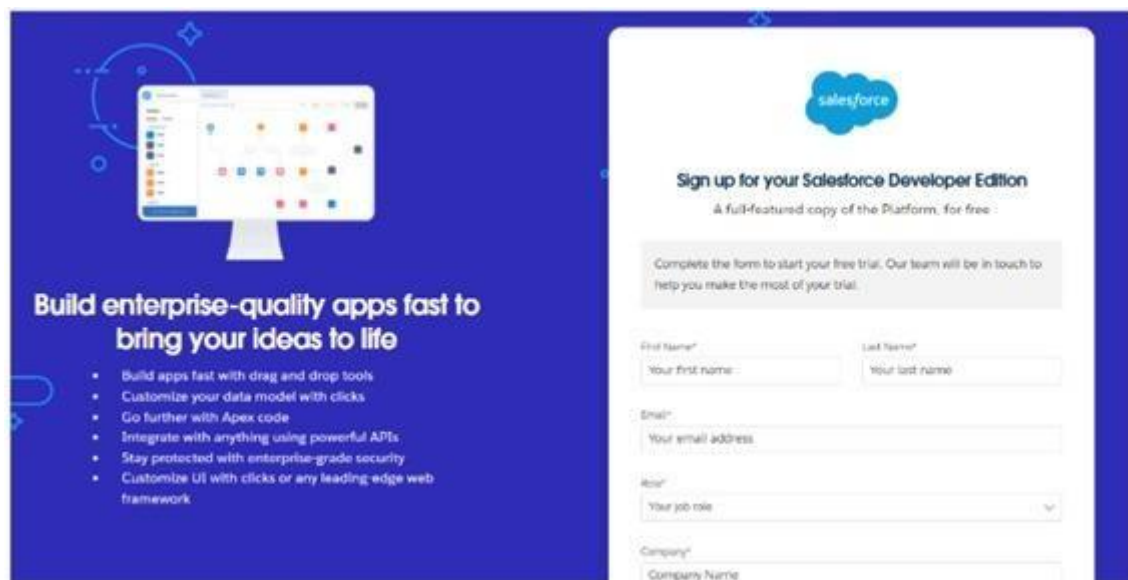 Build enterprise-quality apps fast to
bring your ideas to life
Build apps fast with drag and drop tools
Customize your data model with clicks
Go further with Apex code
Integrate with anything using powerful APIs
Stay protected with enterprise-grade security
Customize UI with clicks or any leading-edge web
framework
salesforce
Sign up for your Salesforce Developer Edition
A full-featured copy of the Platform, for free
Complete the form to start your free trial. Our team will be in touch to
help you make the most of your trial.
First Name* Last Name*
Your first name Your last name
Email*
Your email address
Role*
Your job role
Company*
Company Name